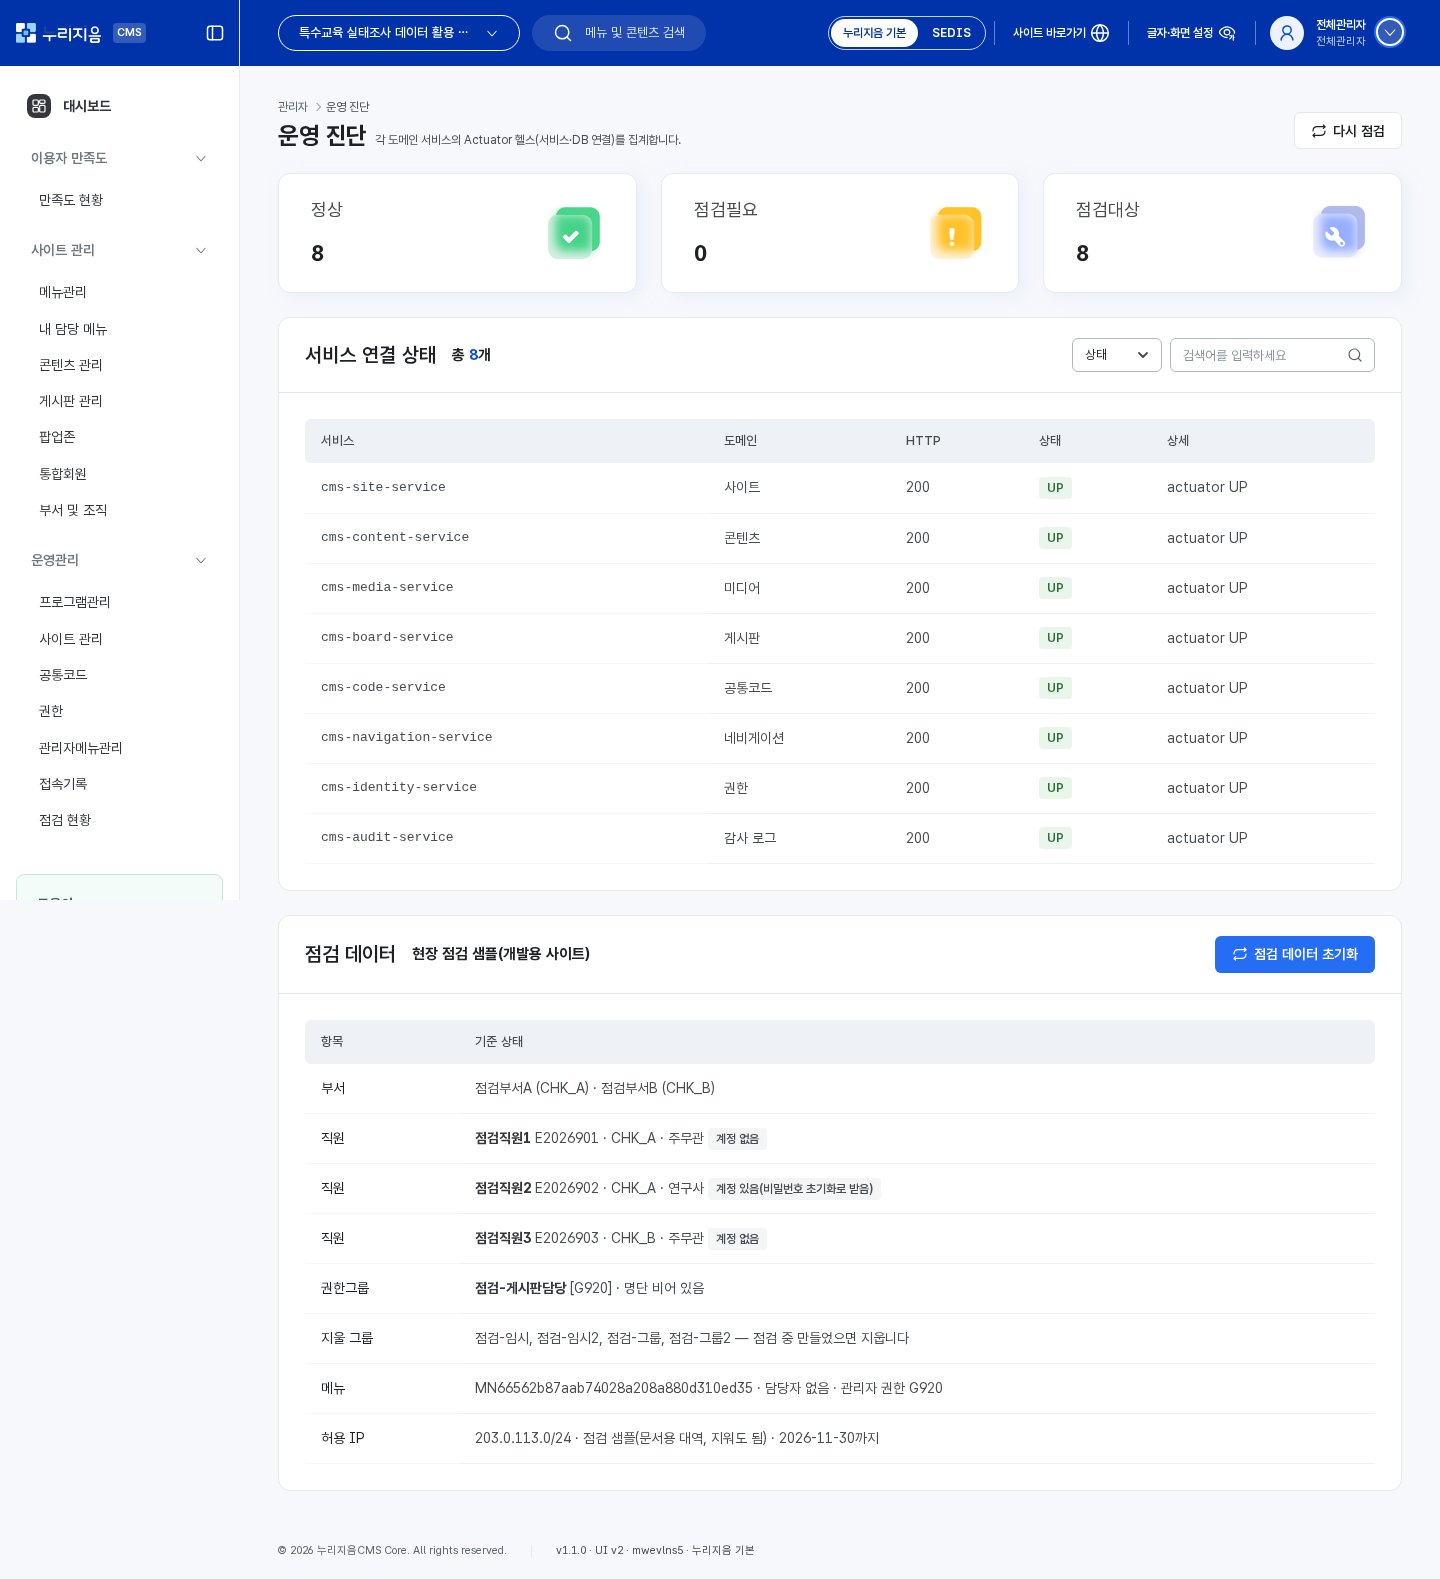 누리지음 CMS
특수교육 실태조사 데이터 활용 ···
메뉴 및 콘텐츠 검색
누리지음 기본
SEDIS
사이트 바로가기
글자·화면 설정
전체관리자
전체관리자
대시보드
이용자 만족도
만족도 현황
사이트 관리
메뉴관리
내 담당 메뉴
콘텐츠 관리
게시판 관리
팝업존
통합회원
부서 및 조직
운영관리
프로그램관리
사이트 관리
공통코드
권한
관리자메뉴관리
접속기록
점검 현황
관리자 > 운영 진단
운영 진단 각 도메인 서비스의 Actuator 헬스(서비스·DB 연결)를 집계합니다.
다시 점검
정상
8
점검필요
0
점검대상
8
서비스 연결 상태 총 8개
상태
검색어를 입력하세요
서비스 도메인 HTTP 상태 상세
cms-site-service 사이트 200 UP actuator UP
cms-content-service 콘텐츠 200 UP actuator UP
cms-media-service 미디어 200 UP actuator UP
cms-board-service 게시판 200 UP actuator UP
cms-code-service 공통코드 200 UP actuator UP
cms-navigation-service 네비게이션 200 UP actuator UP
cms-identity-service 권한 200 UP actuator UP
cms-audit-service 감사 로그 200 UP actuator UP
점검 데이터 현장 점검 샘플(개발용 사이트)
점검 데이터 초기화
항목 기준 상태
부서 점검부서A (CHK_A) · 점검부서B (CHK_B)
직원 점검직원1 E2026901 · CHK_A · 주무관 계정 없음
직원 점검직원2 E2026902 · CHK_A · 연구사 계정 있음(비밀번호 초기화로 받음)
직원 점검직원3 E2026903 · CHK_B · 주무관 계정 없음
권한그룹 점검-게시판담당 [G920] · 명단 비어 있음
지울 그룹 점검-임시, 점검-임시2, 점검-그룹, 점검-그룹2 — 점검 중 만들었으면 지웁니다
메뉴 MN66562b87aab74028a208a880d310ed35 · 담당자 없음 · 관리자 권한 G920
허용 IP 203.0.113.0/24 · 점검 샘플(문서용 대역, 지워도 됨) · 2026-11-30까지
© 2026 누리지음CMS Core. All rights reserved.
v1.1.0 · UI v2 · mwevlns5 · 누리지음 기본